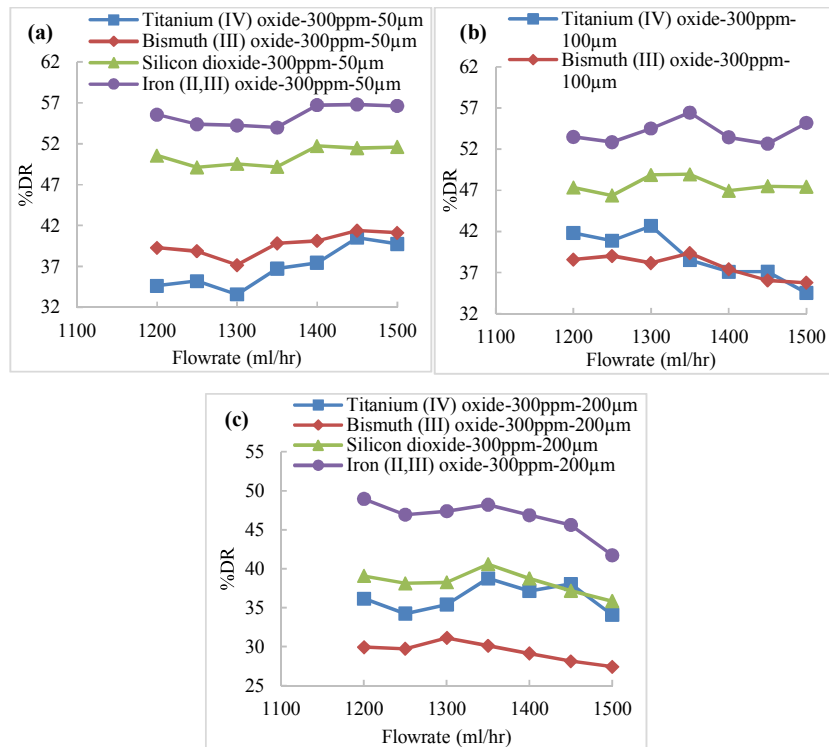 (a)
Titanium (IV) oxide-300ppm-50µm
Bismuth (III) oxide-300ppm-50µm
Silicon dioxide-300ppm-50µm
Iron (II,III) oxide-300ppm-50µm
62
57
52
47
42
37
32
%DR
1100
1200
1300
1400
1500
Flowrate (ml/hr)
(b)
Titanium (IV) oxide-300ppm-
100µm
Bismuth (III) oxide-300ppm-
100µm
62
57
52
47
42
37
32
%DR
1100
1200
1300
1400
1500
Flowrate (ml/hr)
(c)
Titanium (IV) oxide-300ppm-200µm
Bismuth (III) oxide-300ppm-200µm
Silicon dioxide-300ppm-200µm
Iron (II,III) oxide-300ppm-200µm
55
50
45
40
35
30
25
%DR
1100
1200
1300
1400
1500
Flowrate (ml/hr)